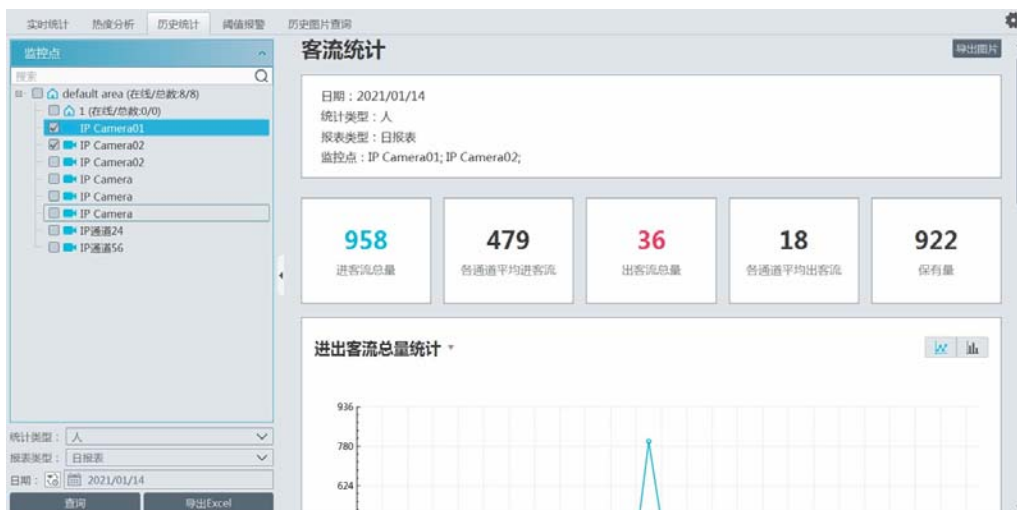 实时统计 热度分析 历史统计 阈值报警 历史图片查询
监控点
搜索
default area (在线/总数:8/8)
1 (在线/总数:0/0)
IP Camera01
IP Camera02
IP Camera02
IP Camera
IP Camera
IP Camera
IP通道24
IP通道56
统计类型： 人
报表类型： 日报表
日期： 2021/01/14
查询 导出Excel
客流统计
导出图片
日期：2021/01/14
统计类型：人
报表类型：日报表
监控点：IP Camera01; IP Camera02;
958 479 36 18 922
进客流总量 各通道平均进客流 出客流总量 各通道平均出客流 保有量
进出客流总量统计
936
780
624